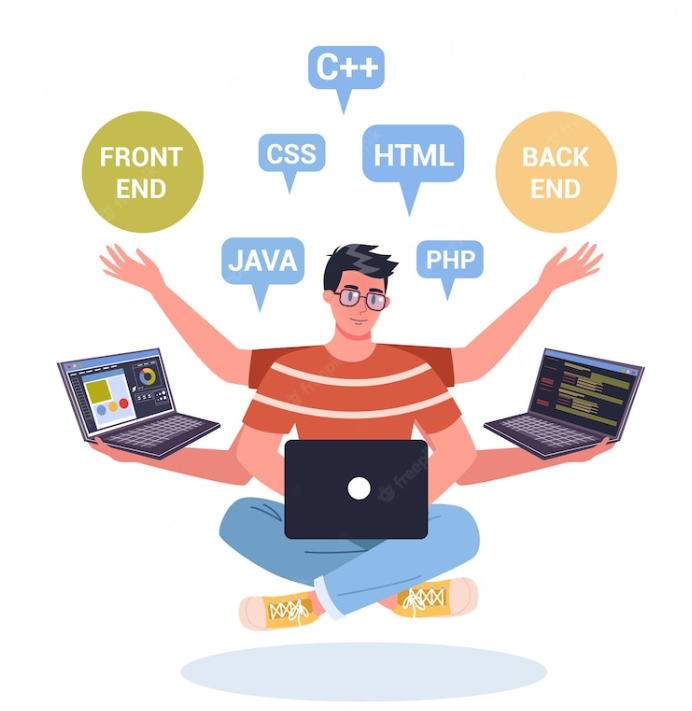 C++
FRONT
END
CSS
HTML
BACK
END
JAVA
PHP